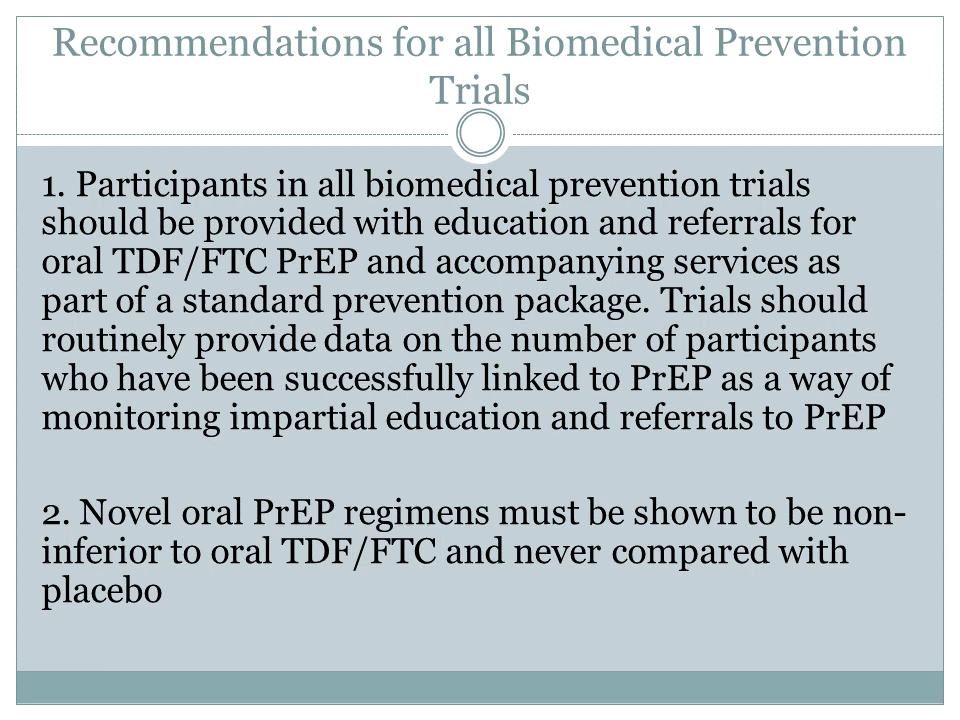 Recommendations for all Biomedical Prevention
Trials
1. Participants in all biomedical prevention trials
should be provided with education and referrals for
oral TDF/FTC PrEP and accompanying services as
part of a standard prevention package. Trials should
routinely provide data on the number of participants
who have been successfully linked to PrEP as a way of
monitoring impartial education and referrals to PrEP
2. Novel oral PrEP regimens must be shown to be non-
inferior to oral TDF/FTC and never compared with
placebo